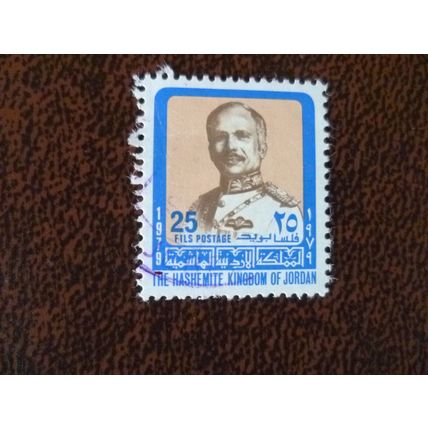 25 ٢٥
FILS POSTAGE فلسا بريد
1979 ١٩٧٩
المملكة الأردنية الهاشمية
THE HASHEMITE KINGDOM OF JORDAN